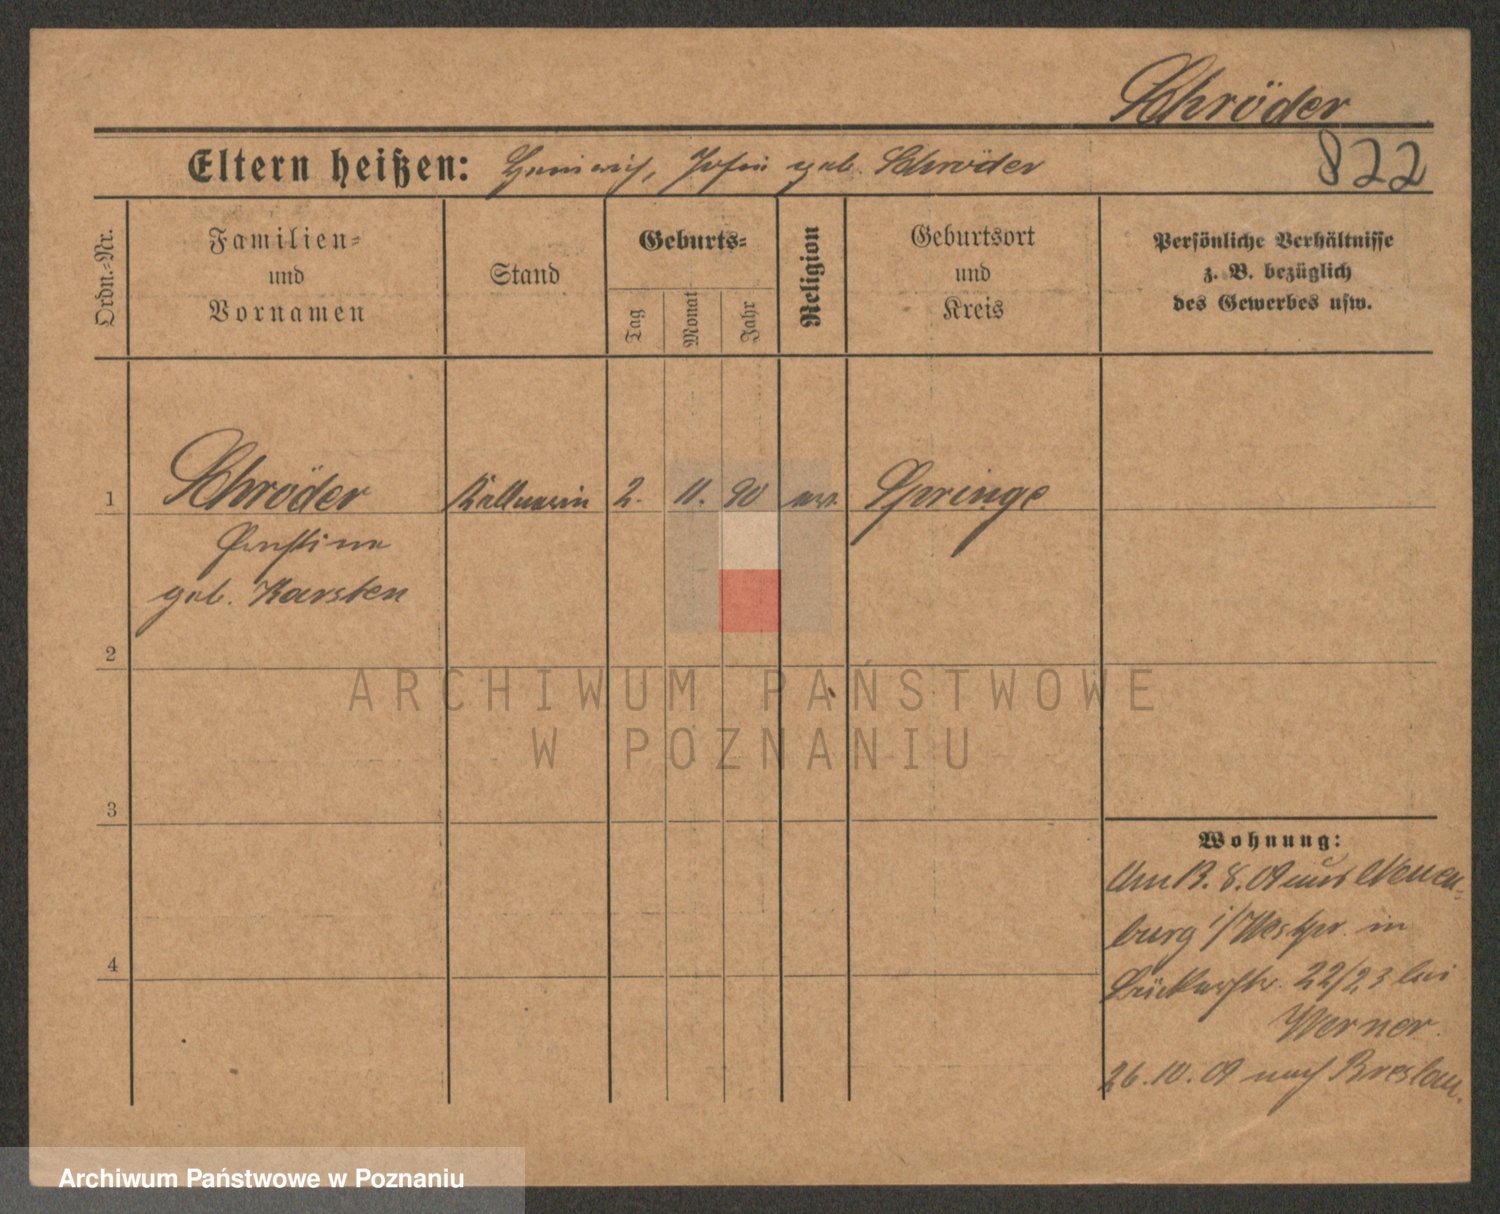 Schröder
Eltern heißen: Heinrich, geb. Schröder
822
Ordn.=Nr.
Familien=
und
Vornamen
Stand
Geburts=
Tag
Monat
Jahr
Religion
Geburtsort
und
Kreis
Persönliche Verhältnisse
z. B. bezüglich
des Gewerbes usw.
1
Schröder
Kellnerin
2. 11. 90
ev.
Springe
geb. Karsten
2
ARCHIWUM PAŃSTWOWE
W POZNANIU
3
Wohnung:
Am 13. 8. 09 aus Neuen-
burg i/Westpr. in
22/23 bei
Werner.
4
26. 10. 09 nach Breslau.
Archiwum Państwowe w Poznaniu